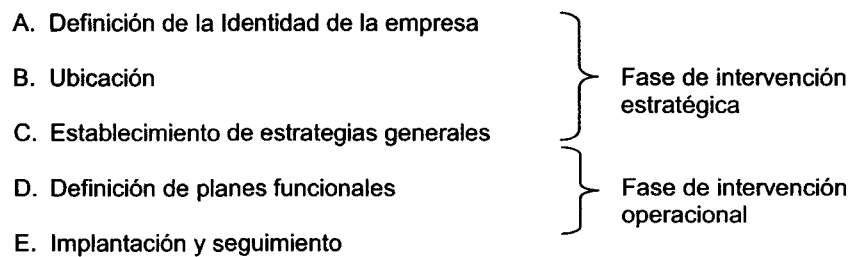 A. Definición de la Identidad de la empresa
B. Ubicación
Fase de intervención
estratégica
C. Establecimiento de estrategias generales
D. Definición de planes funcionales
Fase de intervención
operacional
E. Implantación y seguimiento